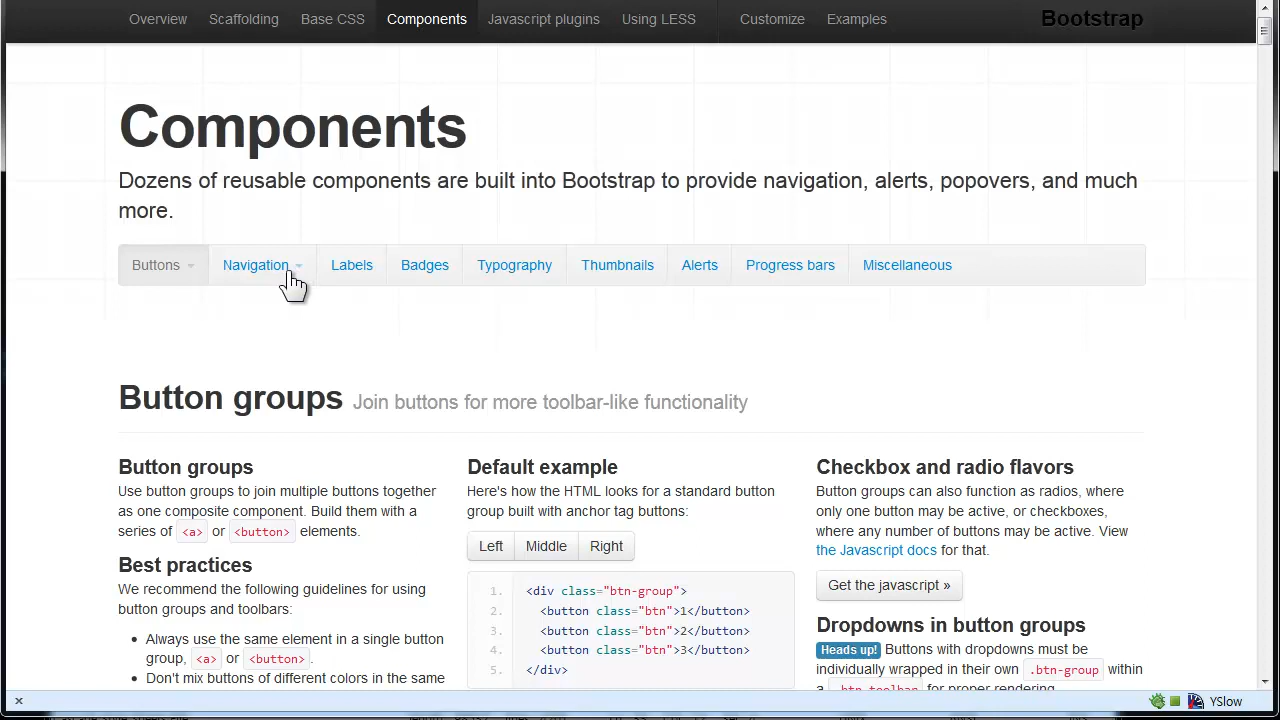 Overview Scaffolding Base CSS Components Javascript plugins Using LESS Customize Examples Bootstrap
Components
Dozens of reusable components are built into Bootstrap to provide navigation, alerts, popovers, and much
more.
Buttons Navigation Labels Badges Typography Thumbnails Alerts Progress bars Miscellaneous
Button groups Join buttons for more toolbar-like functionality
Button groups
Use button groups to join multiple buttons together
as one composite component. Build them with a
series of <a> or <button> elements.
Best practices
We recommend the following guidelines for using
button groups and toolbars:
• Always use the same element in a single button
group, <a> or <button>.
• Don't mix buttons of different colors in the same
Default example
Here's how the HTML looks for a standard button
group built with anchor tag buttons:
Left Middle Right
1. <div class="btn-group">
2. <button class="btn">1</button>
3. <button class="btn">2</button>
4. <button class="btn">3</button>
5. </div>
Checkbox and radio flavors
Button groups can also function as radios, where
only one button may be active, or checkboxes,
where any number of buttons may be active. View
the Javascript docs for that.
Get the javascript »
Dropdowns in button groups
Heads up! Buttons with dropdowns must be
individually wrapped in their own .btn-group within
a .btn-toolbar for proper rendering.
YSlow